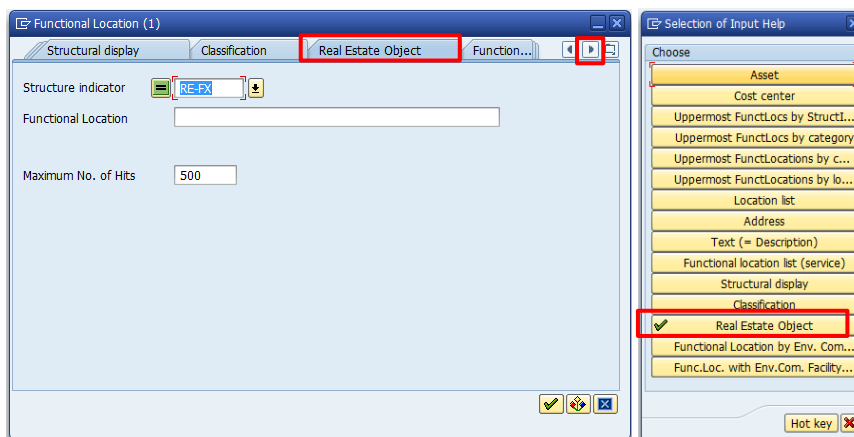 Functional Location (1)
Structural display
Classification
Real Estate Object
Function...
Structure indicator
RE-FX
Functional Location
Maximum No. of Hits
500
Selection of Input Help
Choose
Asset
Cost center
Uppermost FunctLocs by StructI...
Uppermost FunctLocs by category
Uppermost FunctLocations by c...
Uppermost FunctLocations by lo...
Location list
Address
Text (= Description)
Functional location list (service)
Structural display
Classification
Real Estate Object
Functional Location by Env. Com...
Func.Loc. with Env.Com. Facility...
Hot key